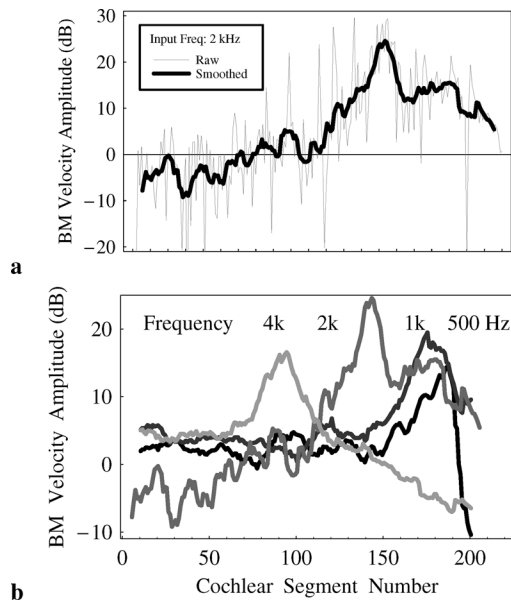 30
20
10
0
−10
−20
BM Velocity Amplitude (dB)
Input Freq: 2 kHz
Raw
Smoothed
a
20
10
0
−10
BM Velocity Amplitude (dB)
Frequency 4k 2k 1k 500 Hz
0 50 100 150 200
Cochlear Segment Number
b